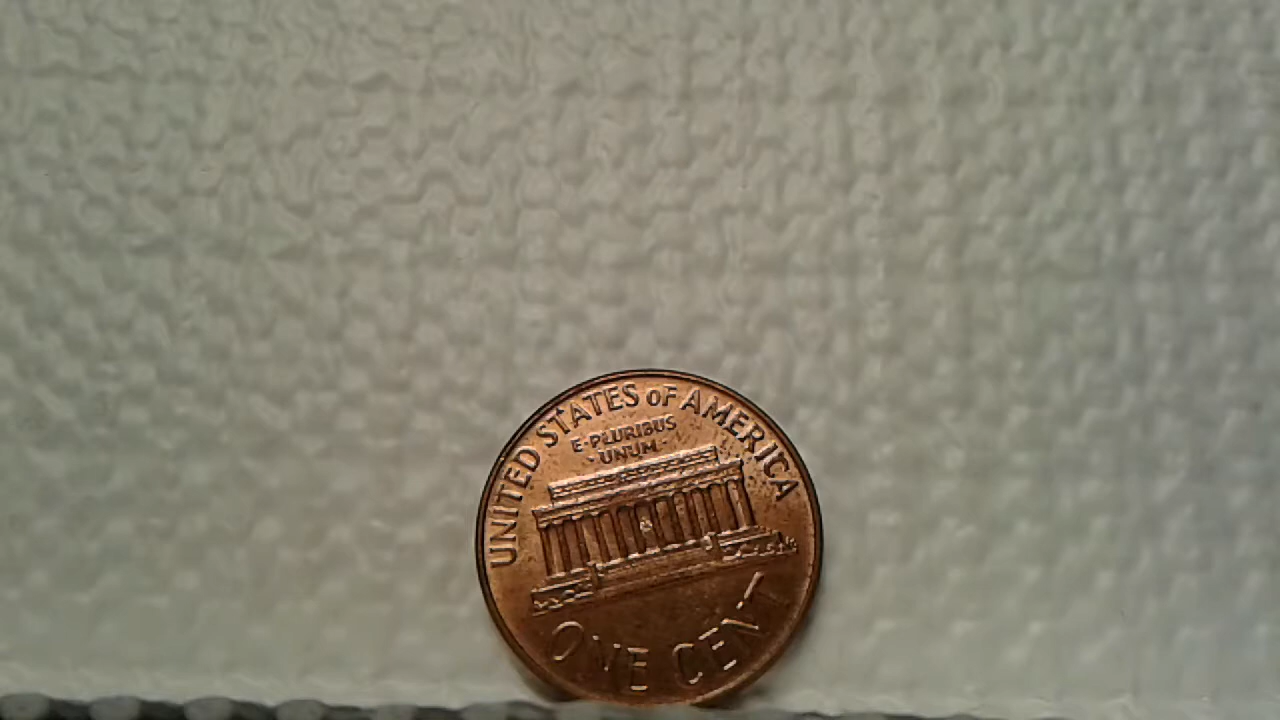 UNITED STATES OF AMERICA
E·PLURIBUS
·UNUM·
ONE CENT